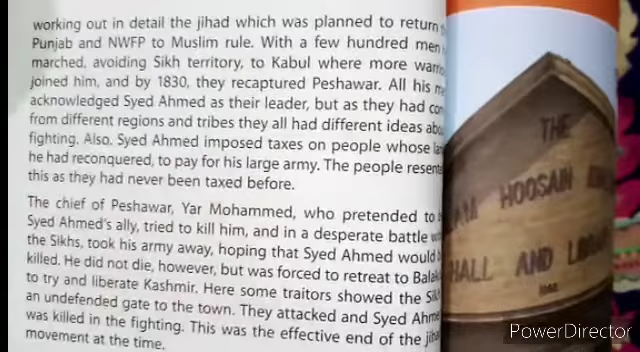 working out in detail the jihad which was planned to return
Punjab and NWFP to Muslim rule. With a few hundred men
marched, avoiding Sikh territory, to Kabul where more
joined him, and by 1830, they recaptured Peshawar. All his
acknowledged Syed Ahmed as their leader, but as they had
from different regions and tribes they all had different ideas
fighting. Also. Syed Ahmed imposed taxes on people whose
he had reconquered, to pay for his large army. The people
this as they had never been taxed before.
The chief of Peshawar, Yar Mohammed, who pretended to
Syed Ahmed's ally, tried to kill him, and in a desperate battle
the Sikhs, took his army away, hoping that Syed Ahmed would
killed. He did not die, however, but was forced to retreat to
to try and liberate Kashmir. Here some traitors showed the
an undefended gate to the town. They attacked and Syed
was killed in the fighting. This was the effective end of the
movement at the time.
THE
HOOSAIN
HALL AND
PowerDirector